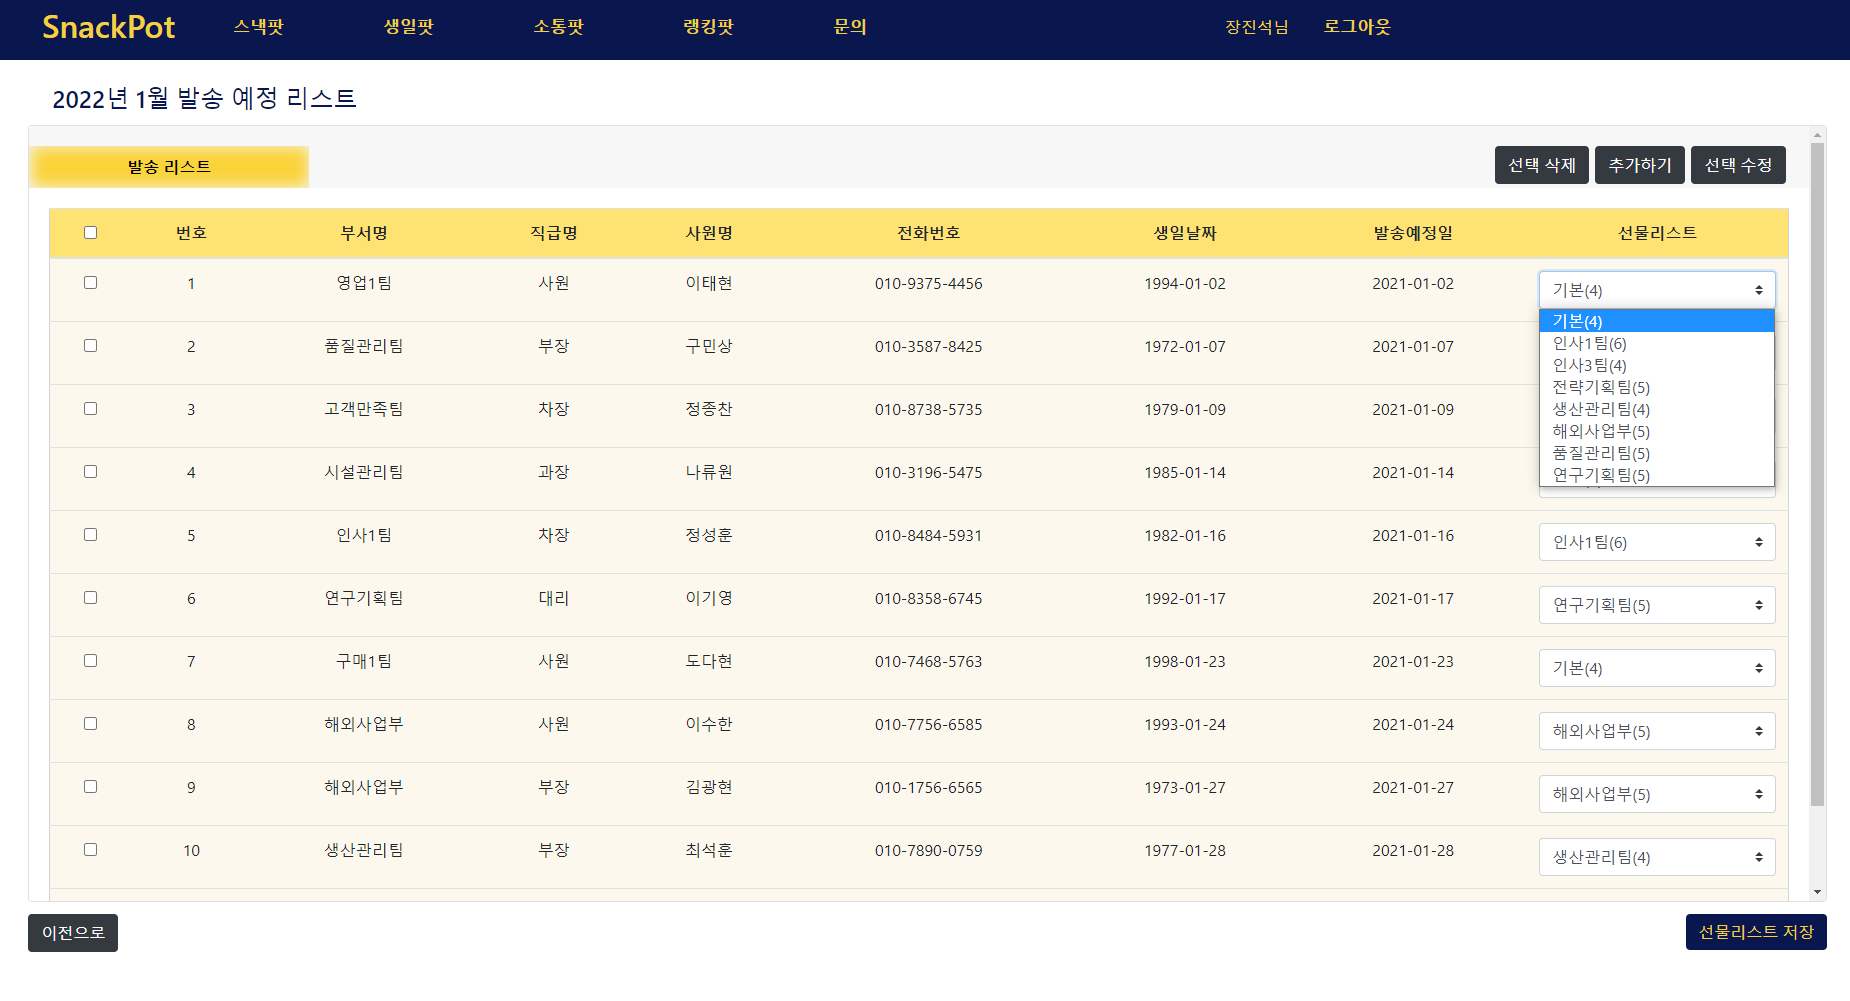 SnackPot 스낵팟 생일팟 소통팟 랭킹팟 문의 장진석님 로그아웃
2022년 1월 발송 예정 리스트
발송 리스트 선택 삭제 추가하기 선택 수정
번호 부서명 직급명 사원명 전화번호 생일날짜 발송예정일 선물리스트
1 영업1팀 사원 이태현 010-9375-4456 1994-01-02 2021-01-02 기본(4)
기본(4)
인사1팀(6)
인사3팀(4)
전략기획팀(5)
생산관리팀(4)
해외사업부(5)
품질관리팀(5)
연구기획팀(5)
2 품질관리팀 부장 구민상 010-3587-8425 1972-01-07 2021-01-07
3 고객만족팀 차장 정종찬 010-8738-5735 1979-01-09 2021-01-09
4 시설관리팀 과장 나류원 010-3196-5475 1985-01-14 2021-01-14
5 인사1팀 차장 정성훈 010-8484-5931 1982-01-16 2021-01-16 인사1팀(6)
6 연구기획팀 대리 이기영 010-8358-6745 1992-01-17 2021-01-17 연구기획팀(5)
7 구매1팀 사원 도다현 010-7468-5763 1998-01-23 2021-01-23 기본(4)
8 해외사업부 사원 이수한 010-7756-6585 1993-01-24 2021-01-24 해외사업부(5)
9 해외사업부 부장 김광현 010-1756-6565 1973-01-27 2021-01-27 해외사업부(5)
10 생산관리팀 부장 최석훈 010-7890-0759 1977-01-28 2021-01-28 생산관리팀(4)
이전으로 선물리스트 저장